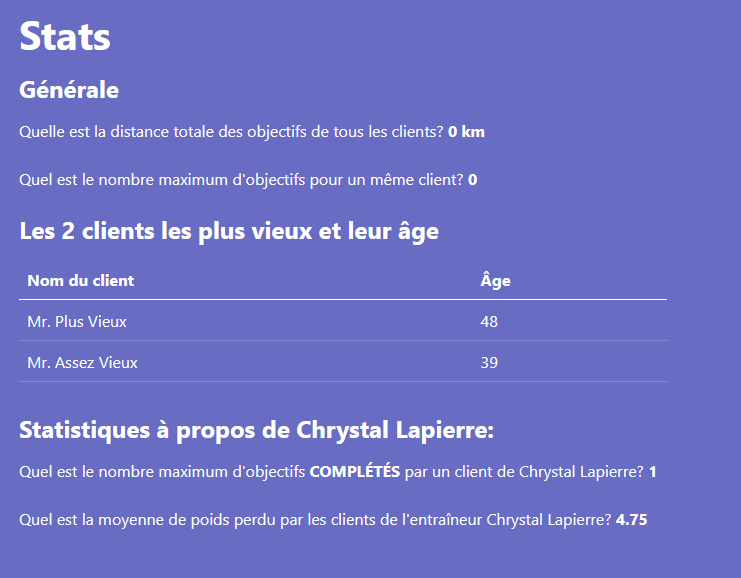 Stats
Générale
Quelle est la distance totale des objectifs de tous les clients? 0 km
Quel est le nombre maximum d'objectifs pour un même client? 0
Les 2 clients les plus vieux et leur âge
Nom du client Âge
Mr. Plus Vieux 48
Mr. Assez Vieux 39
Statistiques à propos de Chrystal Lapierre:
Quel est le nombre maximum d'objectifs COMPLÉTÉS par un client de Chrystal Lapierre? 1
Quel est la moyenne de poids perdu par les clients de l'entraîneur Chrystal Lapierre? 4.75